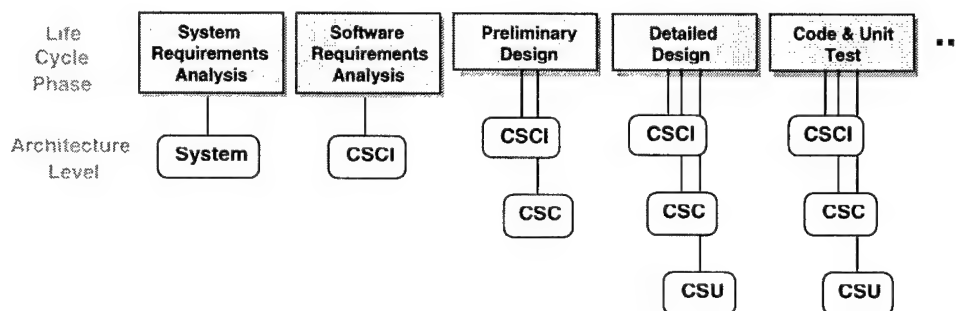 Life
Cycle
Phase
System
Requirements
Analysis
Software
Requirements
Analysis
Preliminary
Design
Detailed
Design
Code & Unit
Test
..
Architecture
Level
System
CSCI
CSCI
CSCI
CSCI
CSC
CSC
CSC
CSU
CSU